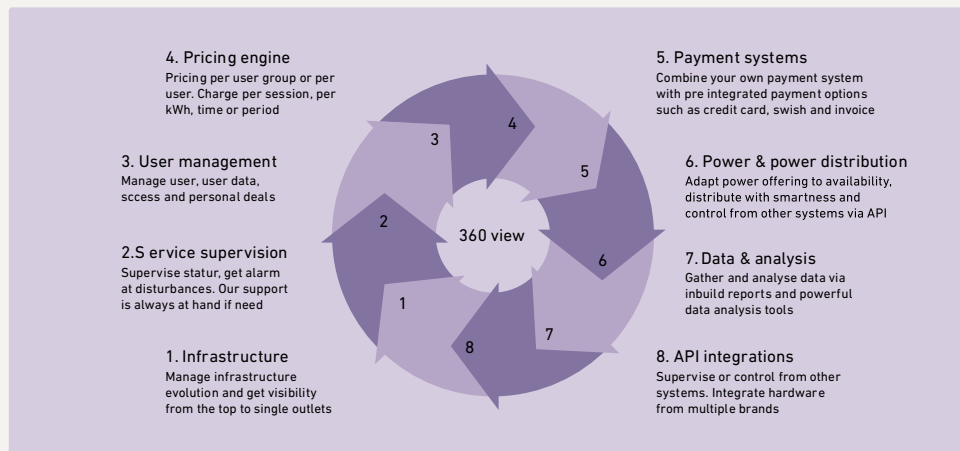 4. Pricing engine
Pricing per user group or per
user. Charge per session, per
kWh, time or period
5. Payment systems
Combine your own payment system
with pre integrated payment options
such as credit card, swish and invoice
3. User management
Manage user, user data,
sccess and personal deals
6. Power & power distribution
Adapt power offering to availability,
distribute with smartness and
control from other systems via API
2.S ervice supervision
Supervise statur, get alarm
at disturbances. Our support
is always at hand if need
7. Data & analysis
Gather and analyse data via
inbuild reports and powerful
data analysis tools
1. Infrastructure
Manage infrastructure
evolution and get visibility
from the top to single outlets
8. API integrations
Supervise or control from other
systems. Integrate hardware
from multiple brands
360 view
1
2
3
4
5
6
7
8